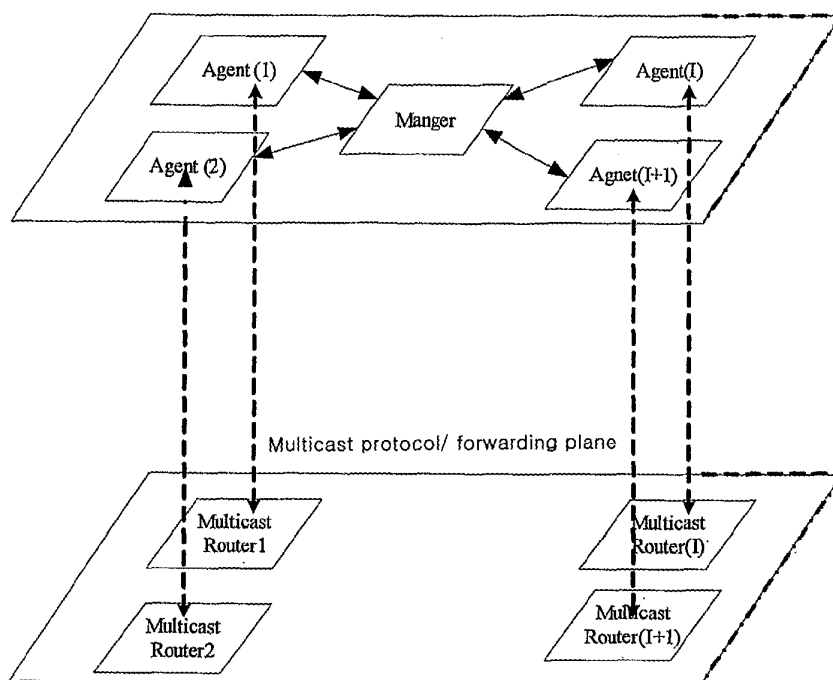 Agent (1)
Agent(I)
Manger
Agent (2)
Agnet(I+1)
Multicast protocol/ forwarding plane
Multicast
Router1
Multicast
Router(I)
Multicast
Router2
Multicast
Router(I+1)